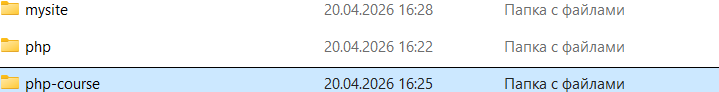 mysite 20.04.2026 16:28 Папка с файлами
php 20.04.2026 16:22 Папка с файлами
php-course 20.04.2026 16:25 Папка с файлами